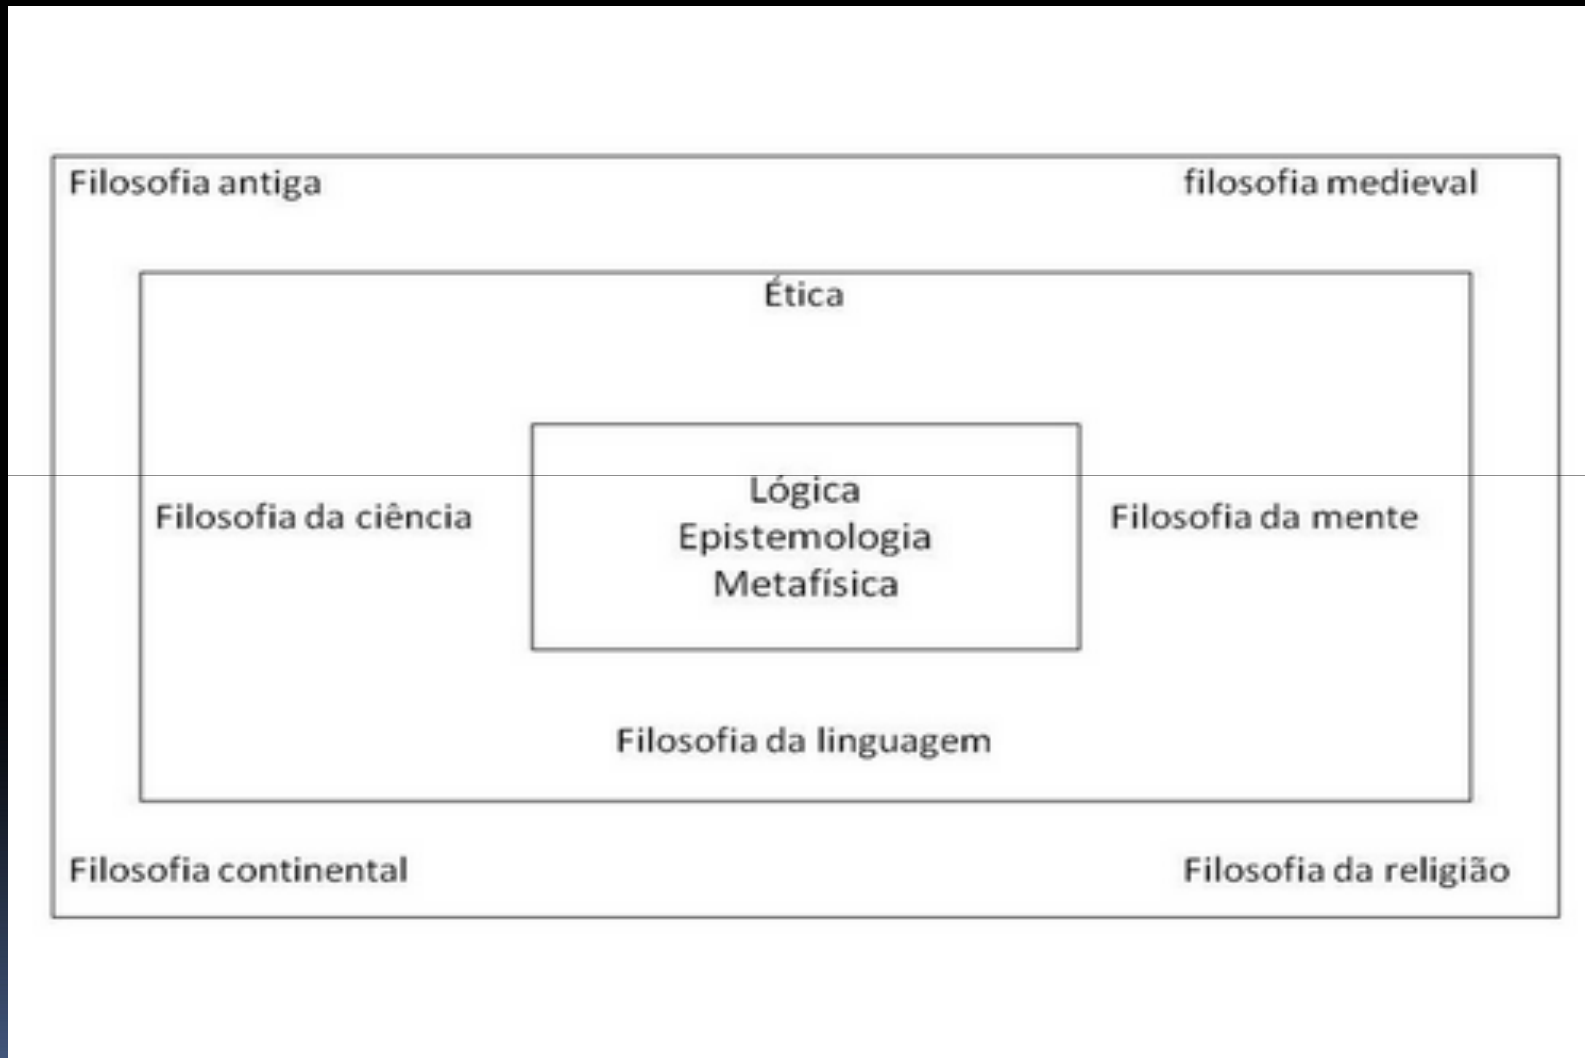 Filosofia antiga
filosofia medieval
Ética
Lógica
Filosofia da ciência
Epistemologia
Filosofia da mente
Metafísica
Filosofia da linguagem
Filosofia continental
Filosofia da religião